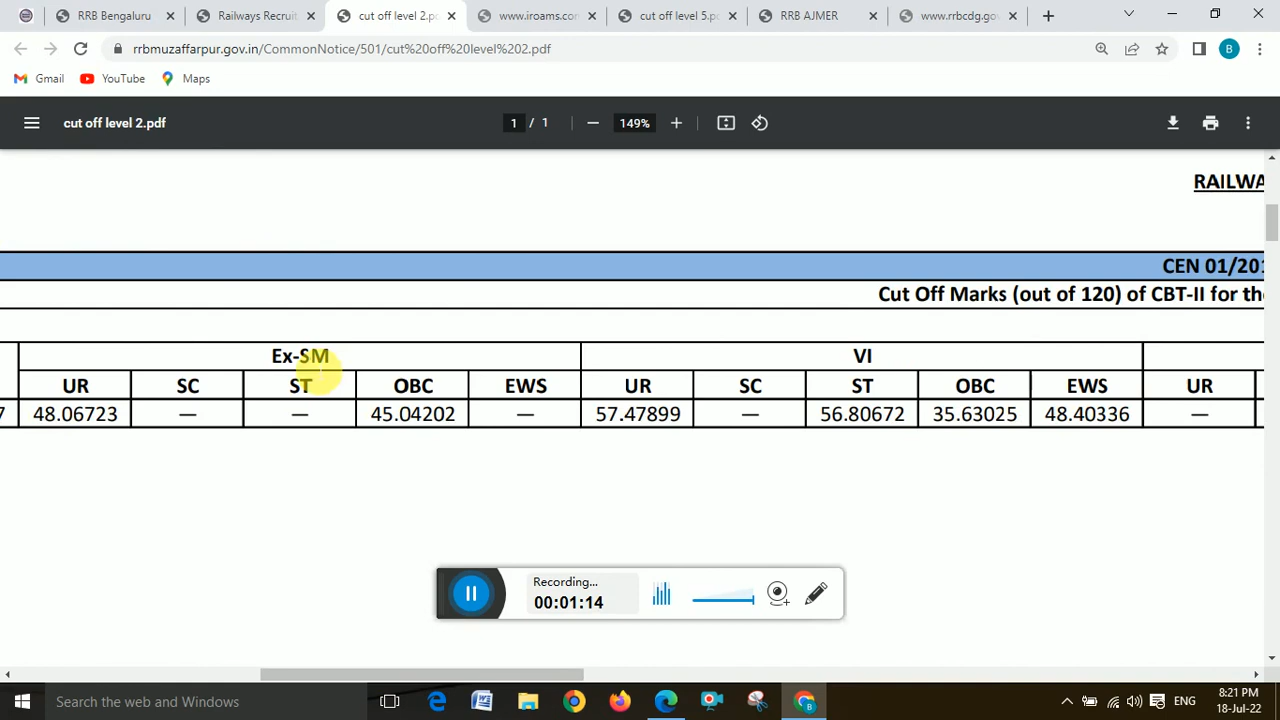 RRB Bengaluru
Railways Recruit
cut off level 2.pd
www.iroams.com
cut off level 5.p
RRB AJMER
www.rrbcdg.go
rrbmuzaffarpur.gov.in/CommonNotice/501/cut%20off%20level%202.pdf
B
Gmail
YouTube
Maps
cut off level 2.pdf
1 / 1
149%
RAILWA
CEN 01/201
Cut Off Marks (out of 120) of CBT-II for the
Ex-SM VI
UR SC ST OBC EWS UR SC ST OBC EWS UR
7 48.06723 — — 45.04202 — 57.47899 — 56.80672 35.63025 48.40336 —
Recording...
00:01:14
Search the web and Windows
ENG
8:21 PM
18-Jul-22